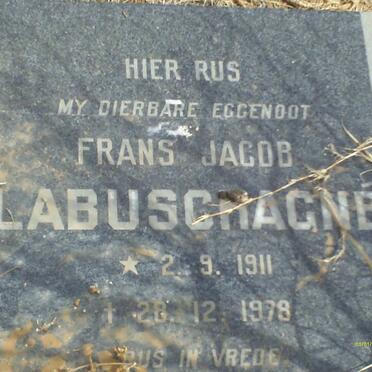 HIER RUS
MY DIERBARE EGGENOOT
FRANS JACOB
LABUSCHAGNE
★ 2. 9. 1911
† 28. 12. 1978
RUS IN VREDE